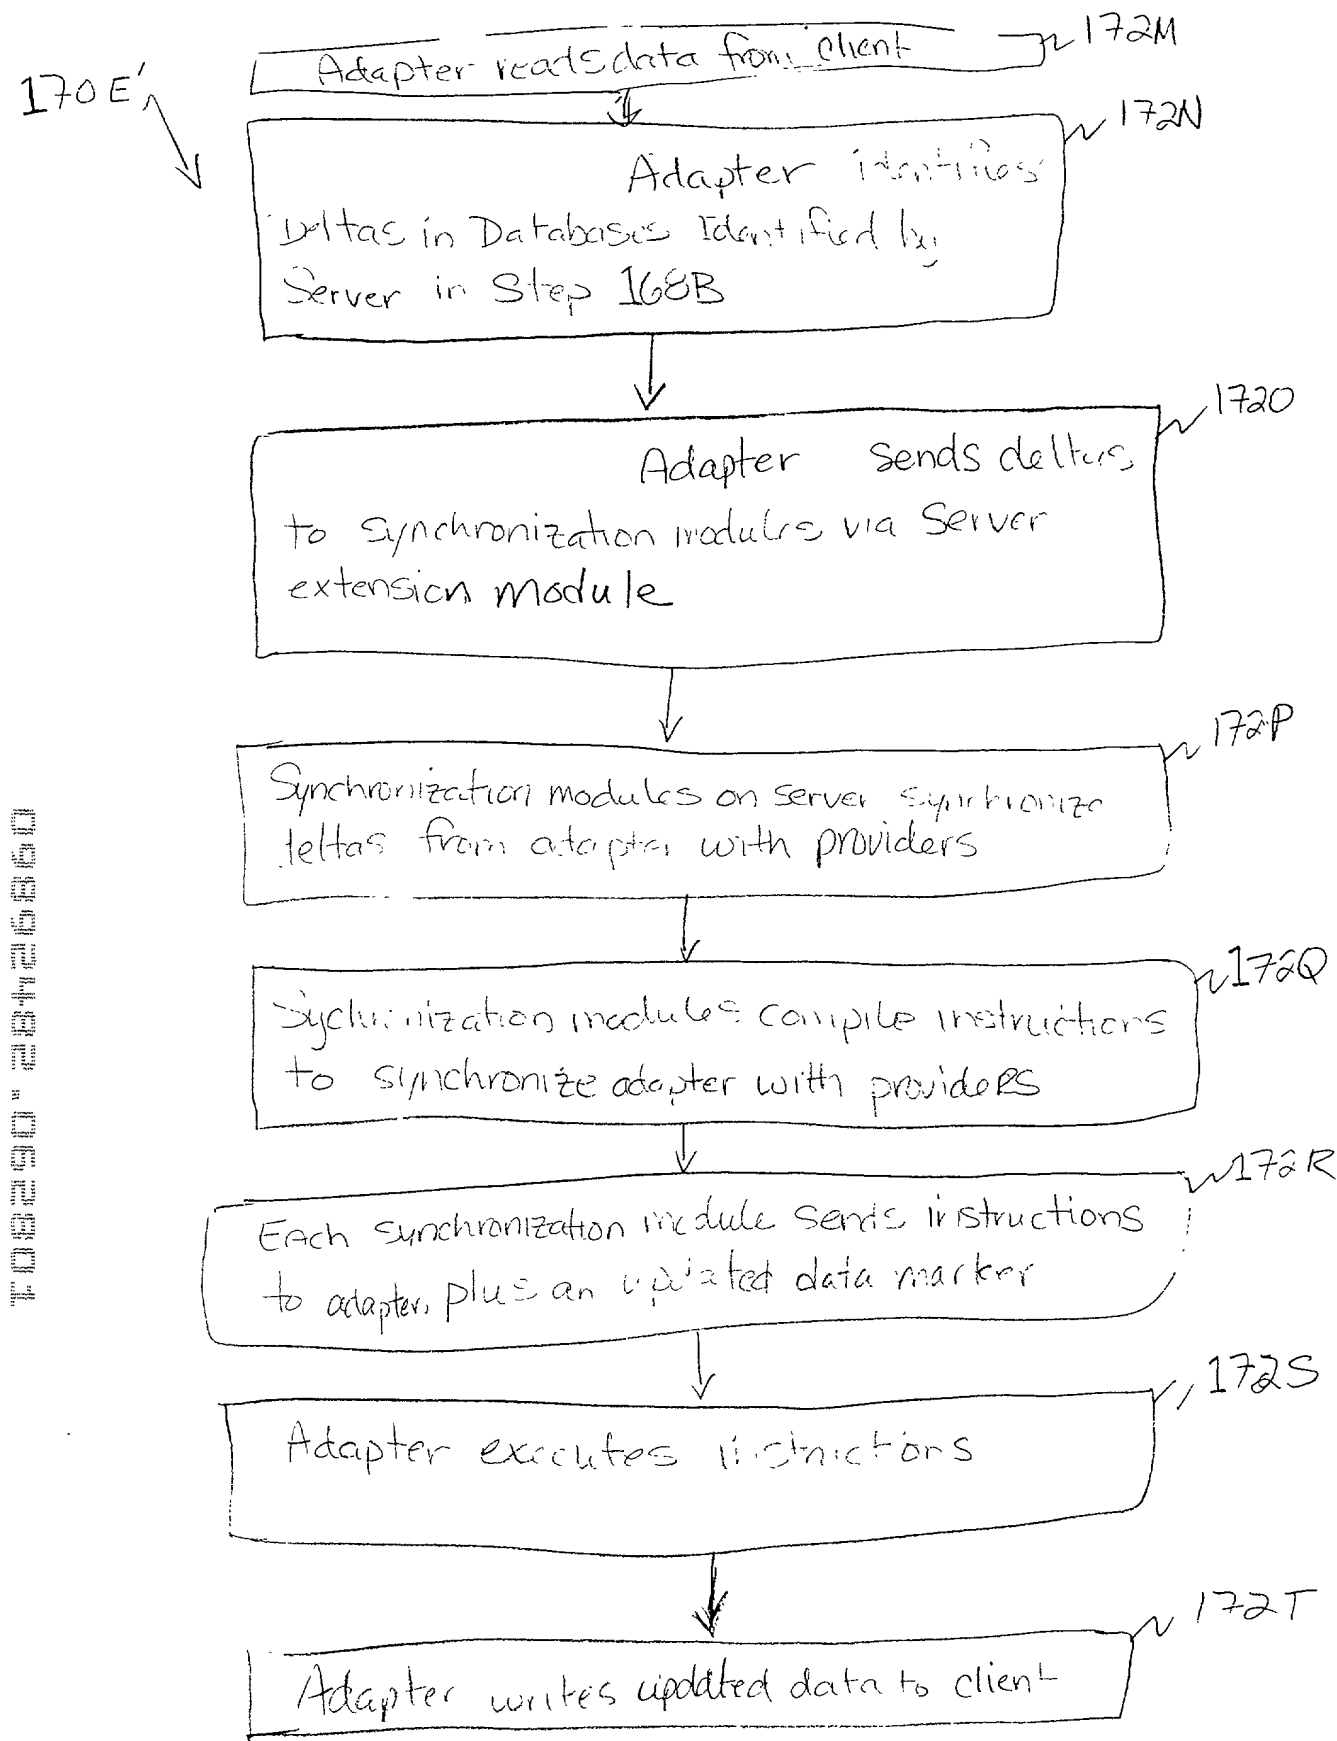 172M
Adapter reads data from client
170E'
172N
Adapter identifies
Deltas in Databases Identified by
Server in Step 168B
172O
Adapter sends deltas
to synchronization modules via Server
extension module
172P
Synchronization modules on server synchronize
deltas from adapter with providers
172Q
Sychronization modules compile instructions
to synchronize adapter with providers
172R
Each synchronization module sends instructions
to adapter, plus an updated data marker
172S
Adapter executes instructions
172T
Adapter writes updated data to client
09892482.062801